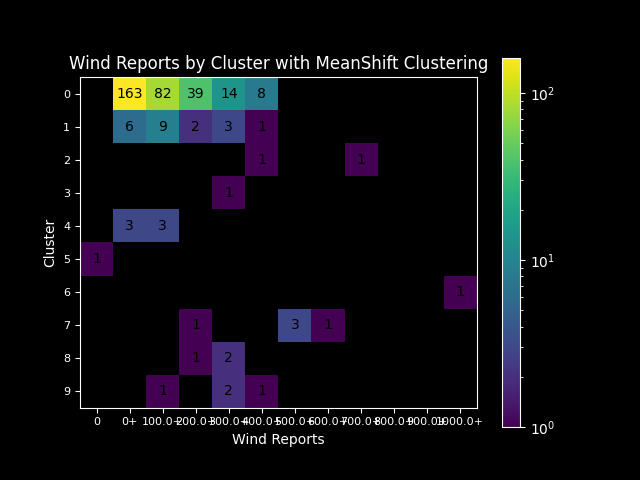 Wind Reports by Cluster with MeanShift Clustering
0 163 82 39 14 8
1 6 9 2 3 1
2 1 1
3 1
4 3 3
5 1
6 1
7 1 3 1
8 1 2
9 1 2 1
Cluster
0 0+ 100.0+ 200.0+ 300.0+ 400.0+ 500.0+ 600.0+ 700.0+ 800.0+ 900.0+ 1000.0+
Wind Reports
10²
10¹
10⁰